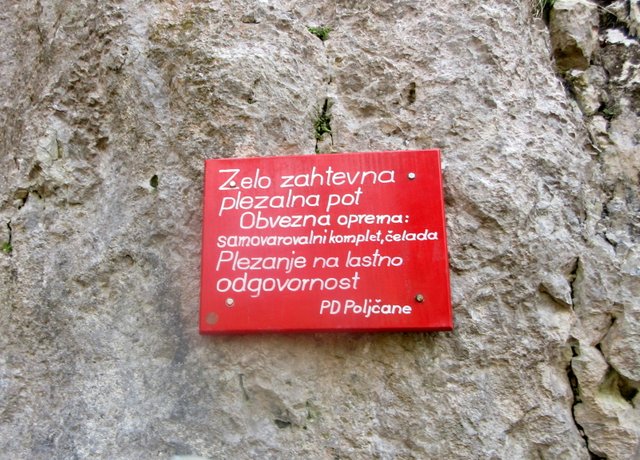 Zelo zahtevna
plezalna pot
Obvezna oprema:
samovarovalni komplet, čelada
Plezanje na lastno
odgovornost
PD Poljčane